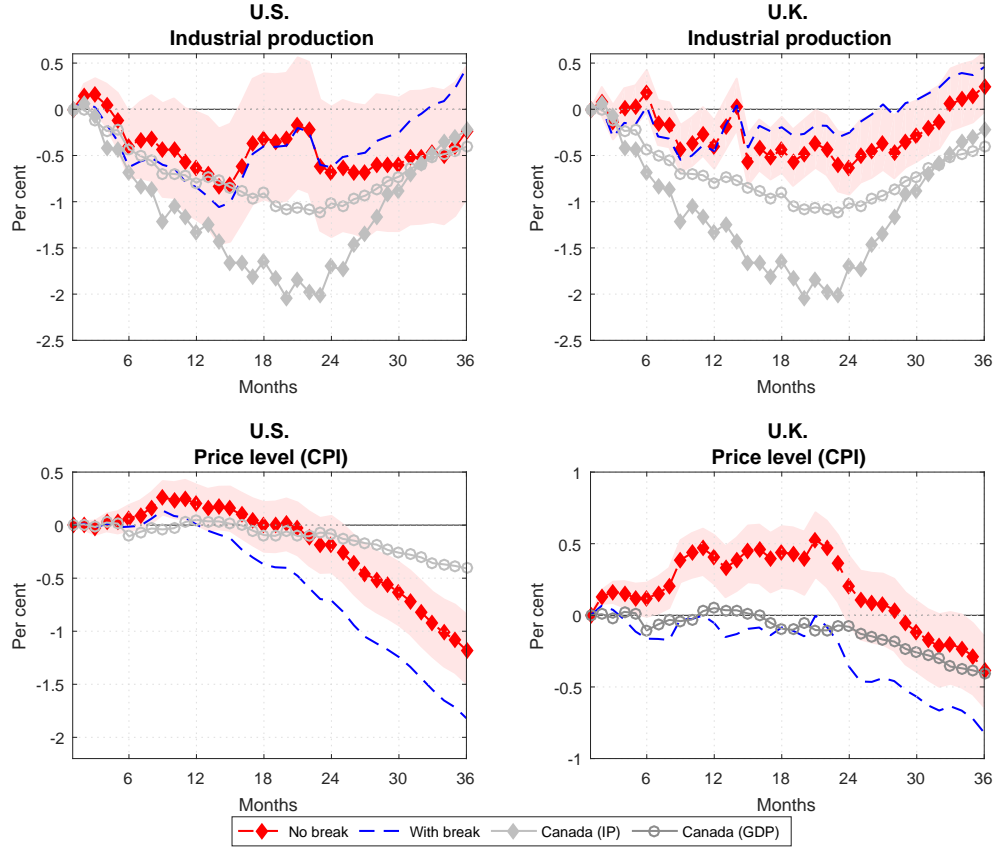 U.S.
Industrial production
0.5
0
-0.5
-1
-1.5
-2
-2.5
Per cent
6 12 18 24 30 36
Months
U.K.
Industrial production
0.5
0
-0.5
-1
-1.5
-2
-2.5
Per cent
6 12 18 24 30 36
Months
U.S.
Price level (CPI)
0.5
0
-0.5
-1
-1.5
-2
Per cent
6 12 18 24 30 36
Months
U.K.
Price level (CPI)
1
0.5
0
-0.5
-1
Per cent
6 12 18 24 30 36
Months
No break With break Canada (IP) Canada (GDP)